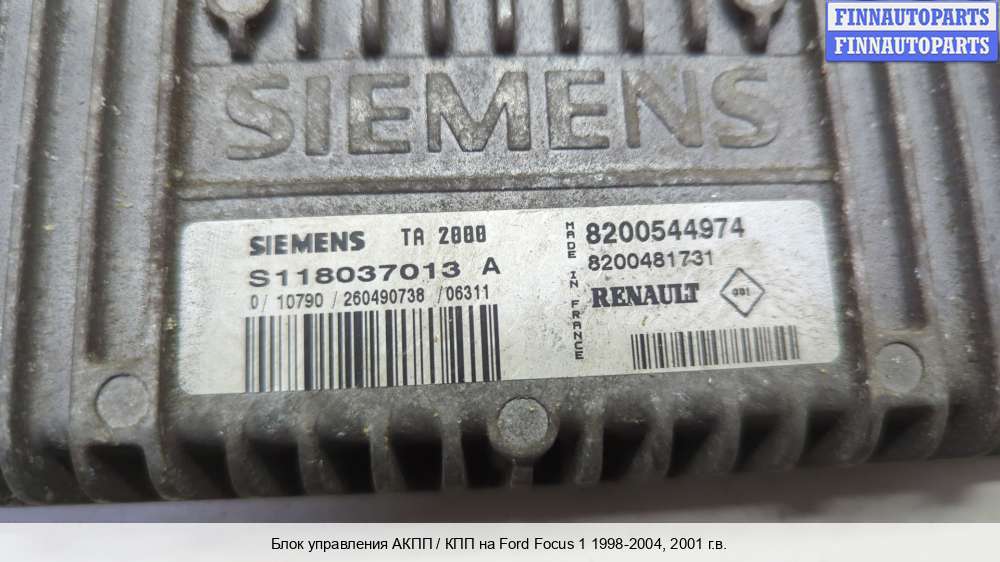 FINNAUTOPARTS
FINNAUTOPARTS
SIEMENS
SIEMENS TA 2000
S118037013 A
0/ 10790 / 260490738 / 06311
MADE IN FRANCE
8200544974
8200481731
RENAULT
Блок управления АКПП / КПП на Ford Focus 1 1998-2004, 2001 г.в.